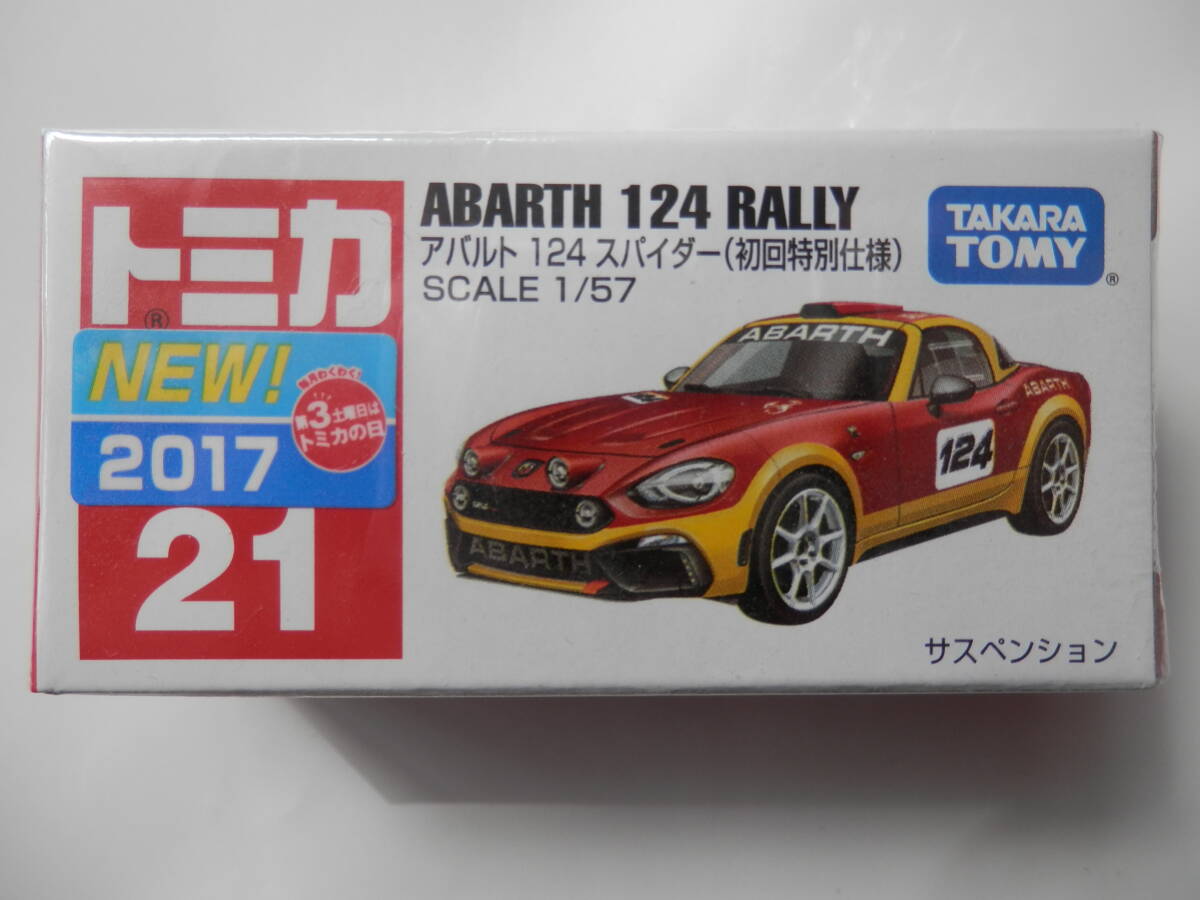 トミカ
®
NEW!
2017
毎月わくわく!
第3土曜日は
トミカの日
21
ABARTH 124 RALLY
アバルト 124 スパイダー(初回特別仕様)
SCALE 1/57
TAKARA
TOMY
®
ABARTH
ABARTH
124
124
ABARTH
サスペンション